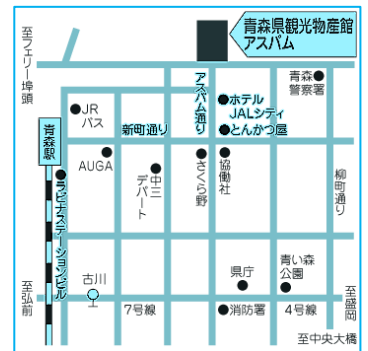 青森県観光物産館
アスパム
至フェリー埠頭
アスパム通り
青森
警察署
ホテル
JALシティ
とんかつ屋
JR
バス
新町通り
青森駅
AUGA
中三
デパート
さくら野
協働社
柳町通り
ラビナステーションビル
古川
県庁
青い森
公園
至弘前
7号線
消防署
4号線
至盛岡
至中央大橋